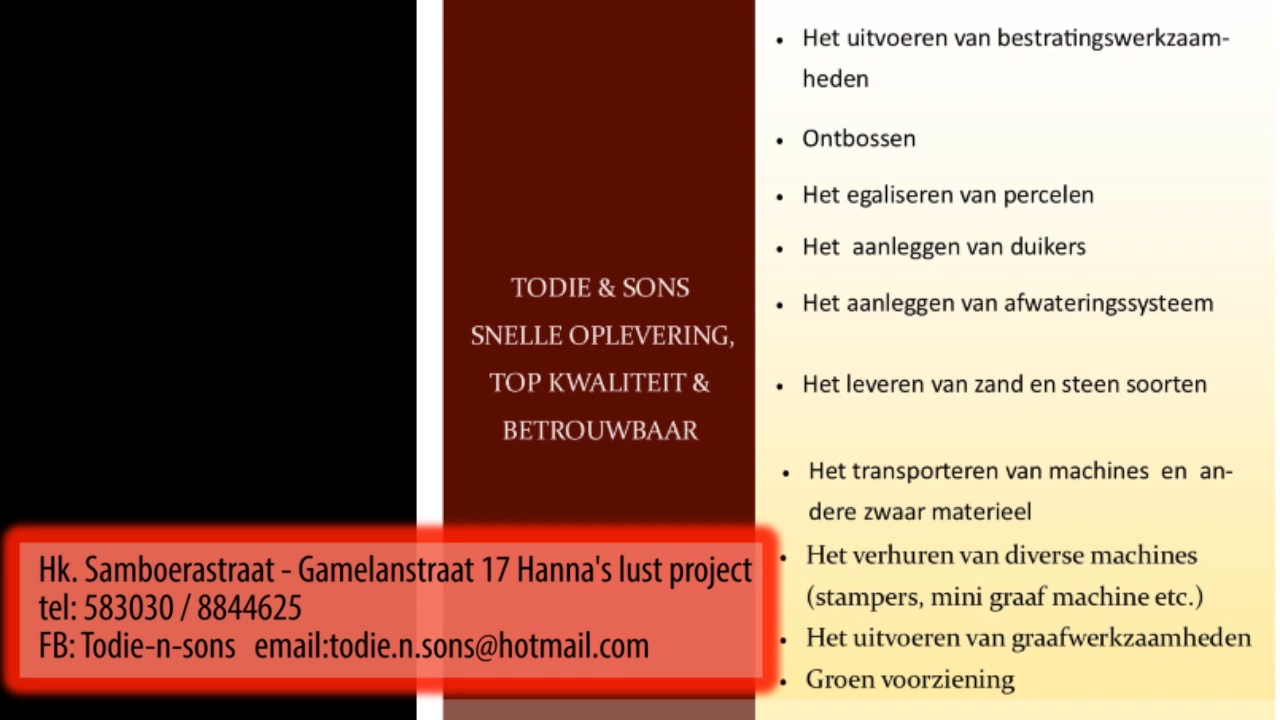 TODIE & SONS
SNELLE OPLEVERING,
TOP KWALITEIT &
BETROUWBAAR
• Het uitvoeren van bestratingswerkzaam-
heden
• Ontbossen
• Het egaliseren van percelen
• Het  aanleggen van duikers
• Het aanleggen van afwateringssysteem
• Het leveren van zand en steen soorten
• Het transporteren van machines  en  an-
dere zwaar materieel
• Het verhuren van diverse machines
(stampers, mini graaf machine etc.)
• Het uitvoeren van graafwerkzaamheden
• Groen voorziening
Hk. Samboerastraat - Gamelanstraat 17 Hanna's lust project
tel: 583030 / 8844625
FB: Todie-n-sons   email:todie.n.sons@hotmail.com